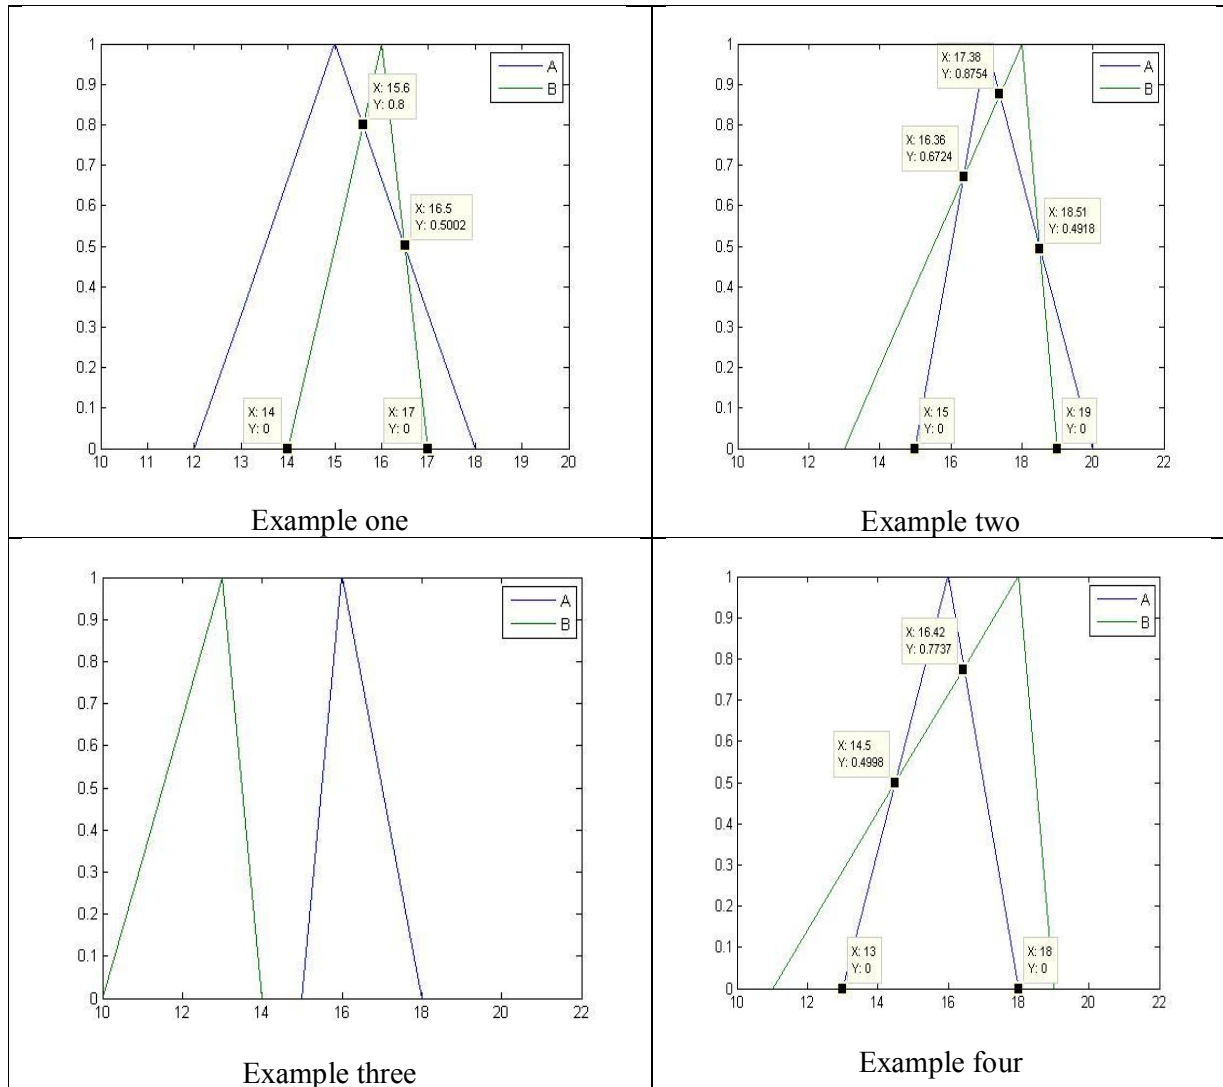 1
0.9
0.8
0.7
0.6
0.5
0.4
0.3
0.2
0.1
0
10 11 12 13 14 15 16 17 18 19 20
A
B
X: 15.6
Y: 0.8
X: 16.5
Y: 0.5002
X: 14
Y: 0
X: 17
Y: 0
Example one
1
0.9
0.8
0.7
0.6
0.5
0.4
0.3
0.2
0.1
0
10 12 14 16 18 20 22
A
B
X: 17.38
Y: 0.8754
X: 16.36
Y: 0.6724
X: 18.51
Y: 0.4918
X: 15
Y: 0
X: 19
Y: 0
Example two
1
0.9
0.8
0.7
0.6
0.5
0.4
0.3
0.2
0.1
0
10 12 14 16 18 20 22
A
B
Example three
1
0.9
0.8
0.7
0.6
0.5
0.4
0.3
0.2
0.1
0
10 12 14 16 18 20 22
A
B
X: 16.42
Y: 0.7737
X: 14.5
Y: 0.4998
X: 13
Y: 0
X: 18
Y: 0
Example four